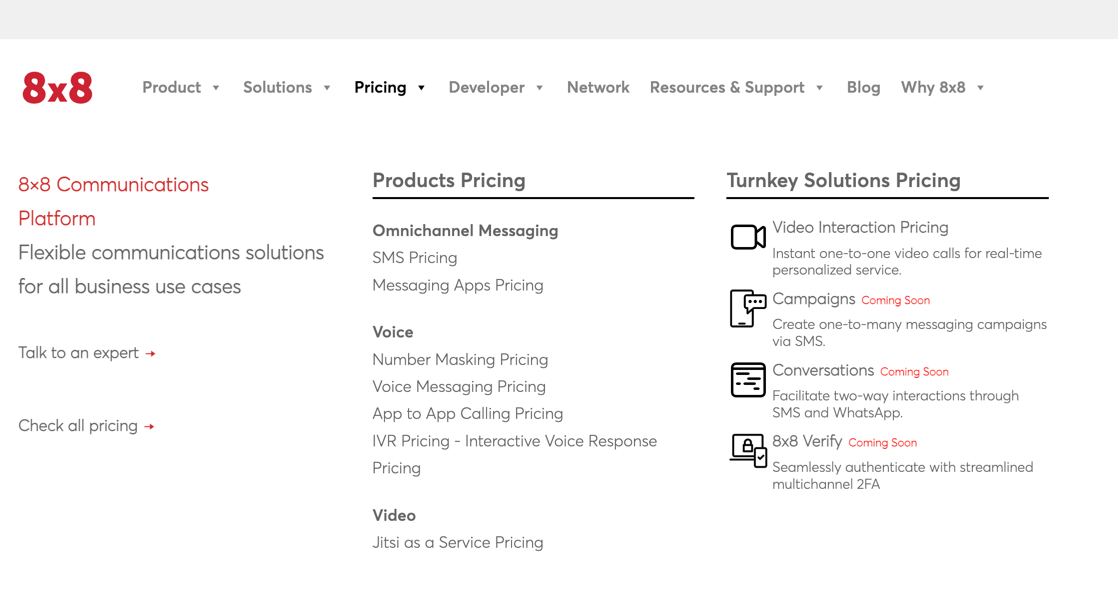 8x8
Product
Solutions
Pricing
Developer
Network
Resources & Support
Blog
Why 8x8
8×8 Communications
Platform
Flexible communications solutions
for all business use cases
Talk to an expert →
Check all pricing →
Products Pricing
Omnichannel Messaging
SMS Pricing
Messaging Apps Pricing
Voice
Number Masking Pricing
Voice Messaging Pricing
App to App Calling Pricing
IVR Pricing - Interactive Voice Response
Pricing
Video
Jitsi as a Service Pricing
Turnkey Solutions Pricing
Video Interaction Pricing
Instant one-to-one video calls for real-time
personalized service.
Campaigns Coming Soon
Create one-to-many messaging campaigns
via SMS.
Conversations Coming Soon
Facilitate two-way interactions through
SMS and WhatsApp.
8x8 Verify Coming Soon
Seamlessly authenticate with streamlined
multichannel 2FA